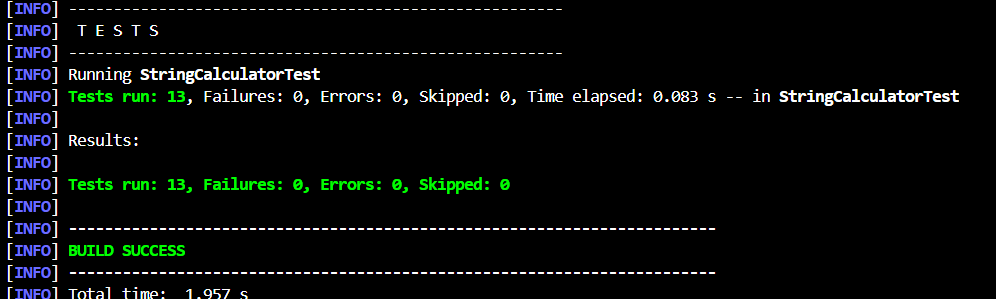 [INFO] -------------------------------------------------------
[INFO]  T E S T S
[INFO] -------------------------------------------------------
[INFO] Running StringCalculatorTest
[INFO] Tests run: 13, Failures: 0, Errors: 0, Skipped: 0, Time elapsed: 0.083 s -- in StringCalculatorTest
[INFO]
[INFO] Results:
[INFO]
[INFO] Tests run: 13, Failures: 0, Errors: 0, Skipped: 0
[INFO]
[INFO] ------------------------------------------------------------------------
[INFO] BUILD SUCCESS
[INFO] ------------------------------------------------------------------------
[INFO] Total time:  1.957 s